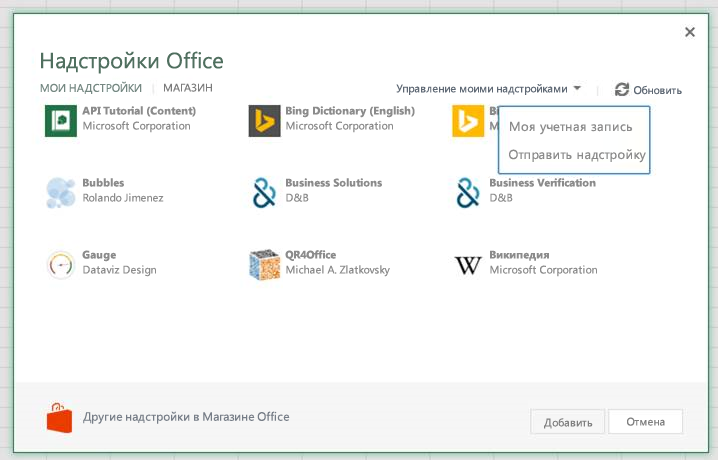 Надстройки Office
МОИ НАДСТРОЙКИ | МАГАЗИН
Управление моими надстройками
Обновить
Моя учетная запись
Отправить надстройку
API Tutorial (Content)
Microsoft Corporation
Bing Dictionary (English)
Microsoft Corporation
Bubbles
Rolando Jimenez
Business Solutions
D&B
Business Verification
D&B
Gauge
Dataviz Design
QR4Office
Michael A. Zlatkovsky
Википедия
Microsoft Corporation
Другие надстройки в Магазине Office
Добавить
Отмена